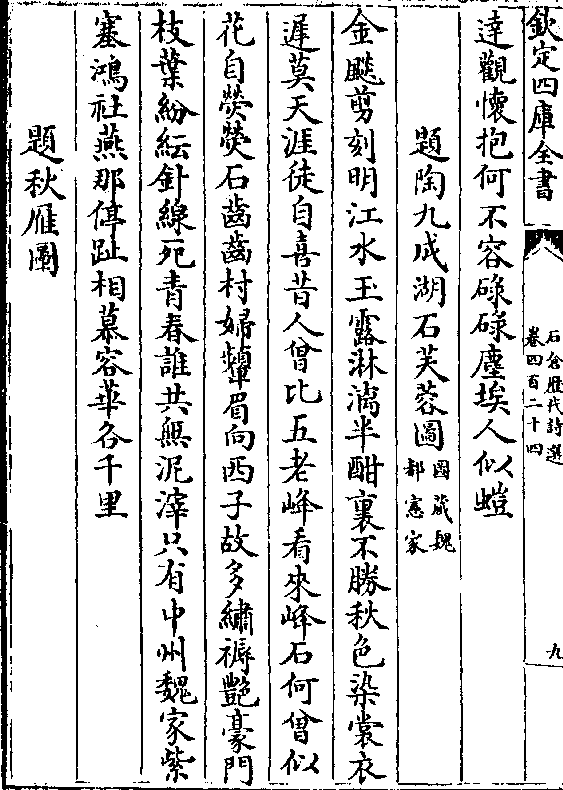 欽定四庫全書
石倉歷代詩選
卷四百二十四
九
達觀懷抱何不容碌碌塵埃人似螘
題陶九成湖石芙蓉圖
圖藏魏
都憲家
金颷剪刻明江水玉露淋漓半酣裏不勝秋色染裳衣
遲莫天涯徒自喜昔人曾比五老峰看來峰石何曾似
花自熒熒石齒齒村婦顰眉向西子故多繡褥艷豪門
枝葉紛紜針線死青春誰共與泥滓只有中州魏家紫
塞鴻社燕那停趾相慕容華各千里
題秋雁圖